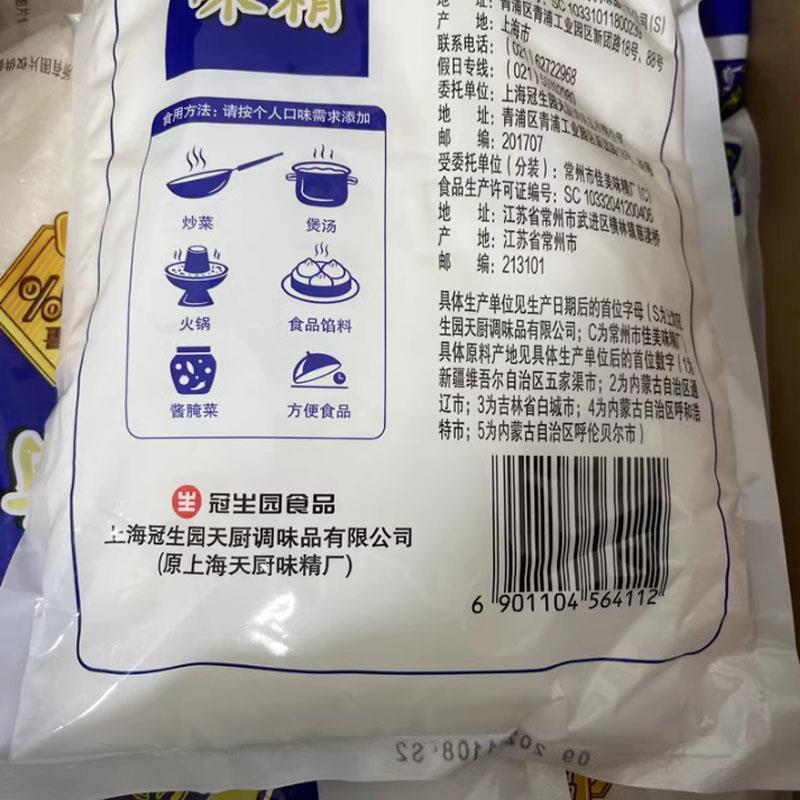 味精
食用方法：请按个人口味需求添加
炒菜
煲汤
火锅
食品馅料
酱腌菜
方便食品
生 冠生园食品
上海冠生园天厨调味品有限公司
(原上海天厨味精厂)
青浦区青浦工业园区新团路18号、88号
产 地：上海市
联系电话：(021) 62722968
假日专线：(021)
委托单位：上海冠生园
地 址：青浦区青浦工业园区
邮 编：201707
受委托单位（分装）：常州市佳美味精厂(C)
食品生产许可证编号：SC 10332041200406
地 址：江苏省常州市武进区横林镇慈渎桥
产 地：江苏省常州市
邮 编：213101
具体生产单位见生产日期后的首位字母（S为上海冠
生园天厨调味品有限公司；C为常州市佳美味精厂）
具体原料产地见具体生产单位后的首位数字（1为
新疆维吾尔自治区五家渠市；2为内蒙古自治区通
辽市；3为吉林省白城市；4为内蒙古自治区呼和浩
特市；5为内蒙古自治区呼伦贝尔市）
6 901104 564112